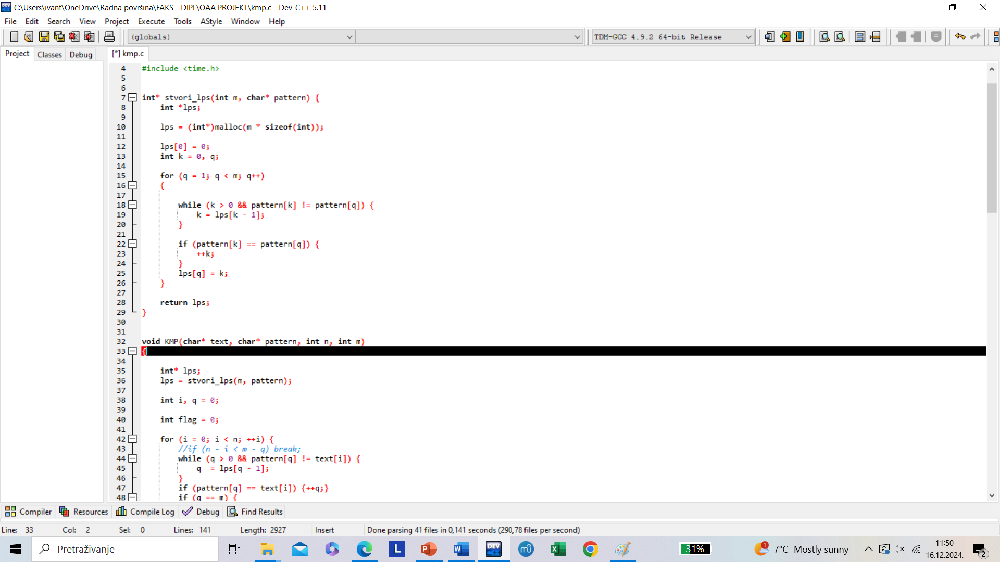 C:\Users\ivant\OneDrive\Radna površina\FAKS - DIPL\OAA PROJEKT\kmp.c - Dev-C++ 5.11
File Edit Search View Project Execute Tools AStyle Window Help
(globals) TDM-GCC 4.9.2 64-bit Release
Project Classes Debug [*] kmp.c
4 #include <time.h>
5
6
7 int* stvori_lps(int m, char* pattern) {
8 int *lps;
9
10 lps = (int*)malloc(m * sizeof(int));
11
12 lps[0] = 0;
13 int k = 0, q;
14
15 for (q = 1; q < m; q++)
16 {
17
18 while (k > 0 && pattern[k] != pattern[q]) {
19 k = lps[k - 1];
20 }
21
22 if (pattern[k] == pattern[q]) {
23 ++k;
24 }
25 lps[q] = k;
26 }
27
28 return lps;
29 }
30
31
32 void KMP(char* text, char* pattern, int n, int m)
33 {
34
35 int* lps;
36 lps = stvori_lps(m, pattern);
37
38 int i, q = 0;
39
40 int flag = 0;
41
42 for (i = 0; i < n; ++i) {
43 //if (n - i < m - q) break;
44 while (q > 0 && pattern[q] != text[i]) {
45 q  = lps[q - 1];
46 }
47 if (pattern[q] == text[i]) {++q;}
48 if (q == m) {
Compiler Resources Compile Log Debug Find Results
Line: 33 Col: 2 Sel: 0 Lines: 141 Length: 2927 Insert Done parsing 41 files in 0,141 seconds (290,78 files per second)
Pretraživanje 31% 7°C Mostly sunny 11:50
16.12.2024.